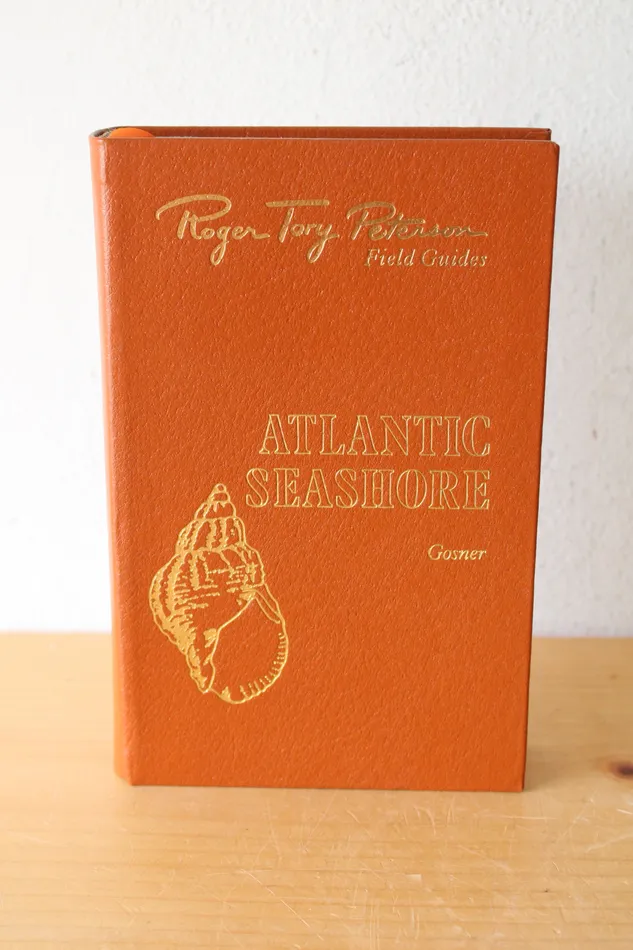 Roger Tory Peterson
Field Guides
ATLANTIC
SEASHORE
Gosner